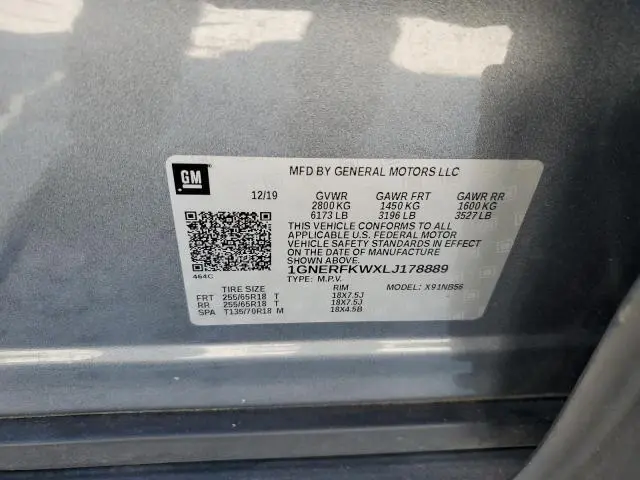 GM
MFD BY GENERAL MOTORS LLC
12/19 GVWR GAWR FRT GAWR RR
2800 KG 1450 KG 1600 KG
6173 LB 3196 LB 3527 LB
THIS VEHICLE CONFORMS TO ALL
APPLICABLE U.S. FEDERAL MOTOR
VEHICLE SAFETY STANDARDS IN EFFECT
ON THE DATE OF MANUFACTURE SHOWN ABOVE.
1GNERFKWXLJ178889
464C
TYPE: M.P.V. MODEL: X91NB56
TIRE SIZE RIM
FRT 255/65R18 T 18X7.5J
RR 255/65R18 T 18X7.5J
SPA T135/70R18 M 18X4.5B